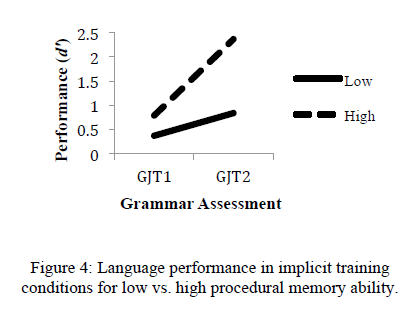 2.5
2
1.5
1
0.5
0
Performance (d')
GJT1 GJT2
Grammar Assessment
Low
High
Figure 4: Language performance in implicit training
conditions for low vs. high procedural memory ability.